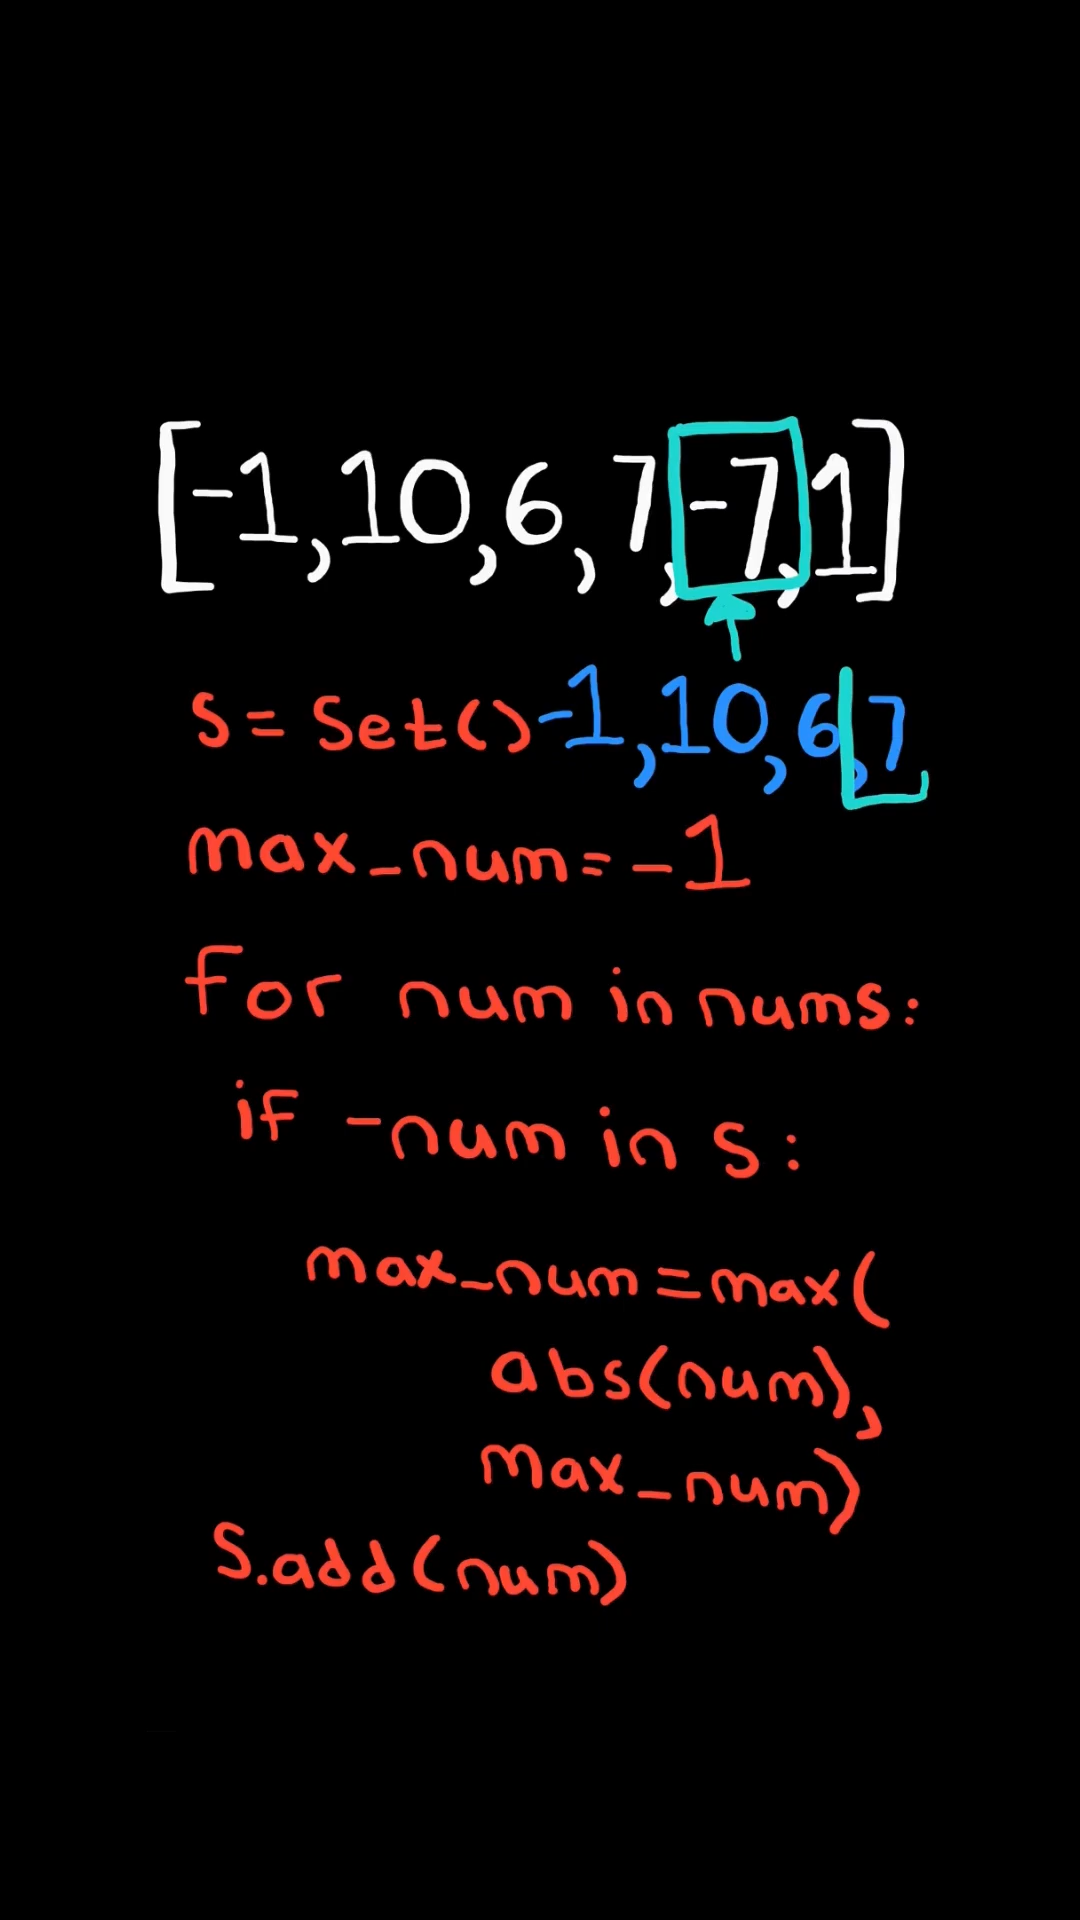 [-1,10,6,7,-7,1]
s = Set() -1,10,6,7
max_num = -1
for num in nums:
if -num in s:
max_num = max(
abs(num),
max_num)
S.add(num)